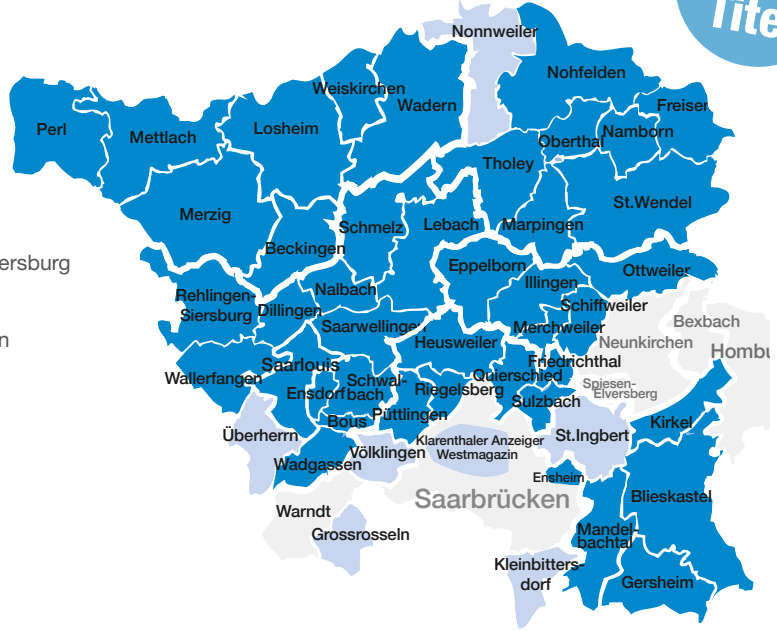 Tite
Nonnweiler
Nohfelden
Weiskirchen
Wadern
Freisen
Perl
Mettlach
Losheim
Oberthal
Namborn
Tholey
St.Wendel
Merzig
Schmelz
Lebach
Marpingen
Beckingen
ersburg
Eppelborn
Ottweiler
Illingen
Nalbach
Rehlingen-
Siersburg
Dillingen
Schiffweiler
Saarwellingen
Merchweiler
Bexbach
n
Heusweiler
Neunkirchen
Hombu
Friedrichthal
Saarlouis
Wallerfangen
Quierschied
Spiesen-
Elversberg
Schwal-
bach
Ensdorf
Riegelsberg
Sulzbach
Püttlingen
Bous
Kirkel
Überherrn
Klarenthaler Anzeiger
Westmagazin
St.Ingbert
Völklingen
Wadgassen
Ensheim
Saarbrücken
Blieskastel
Warndt
Grossrosseln
Mandel-
bachtal
Kleinbitters-
dorf
Gersheim